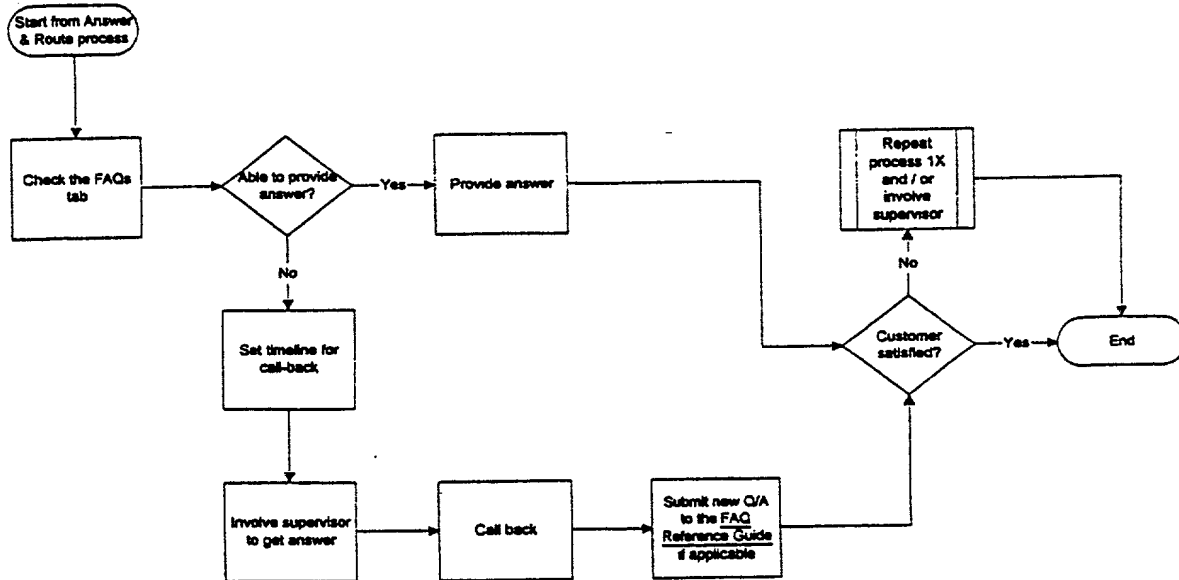 Start from Answer
& Route process
Check the FAQs
tab
Able to provide
answer?
Yes
Provide answer
Repeat
process 1X
and / or
involve
supervisor
No
No
Set timeline for
call-back
Customer
satisfied?
Yes
End
Involve supervisor
to get answer
Call back
Submit new Q/A
to the FAQ
Reference Guide
if applicable